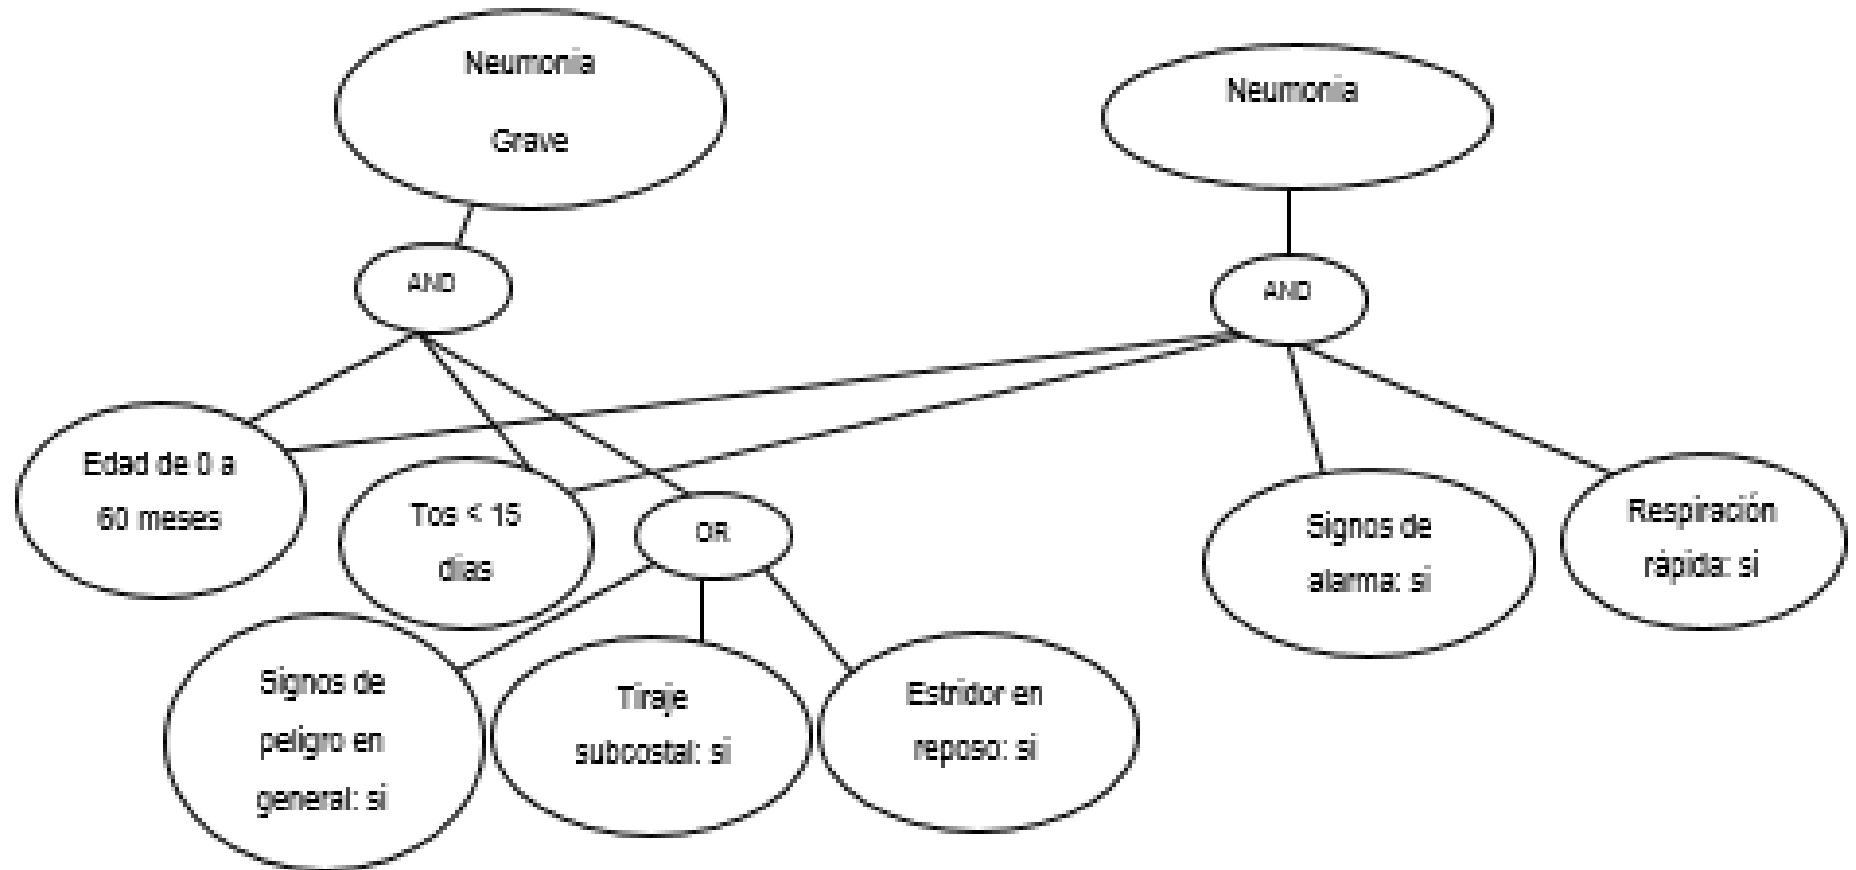 Neumonia
Grave
Neumonia
AND
AND
Edad de 0 a
60 meses
Tos < 15
dias
OR
Signos de
alarma: si
Respiración
rápida: si
Signos de
peligro en
general: si
Tiraje
subcostal: si
Estridor en
reposo: si